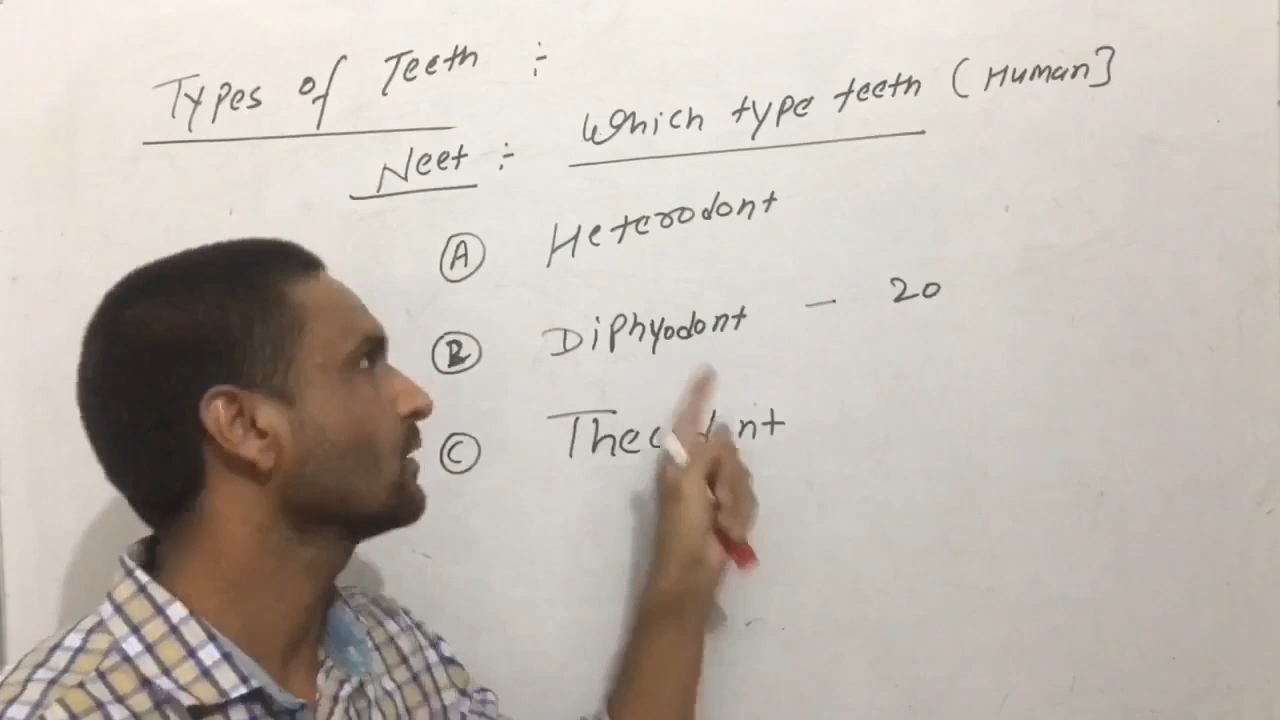 Types of Teeth :-
Neet :- Which type teeth (Human]
A Heterodont
B Diphyodont - 20
C